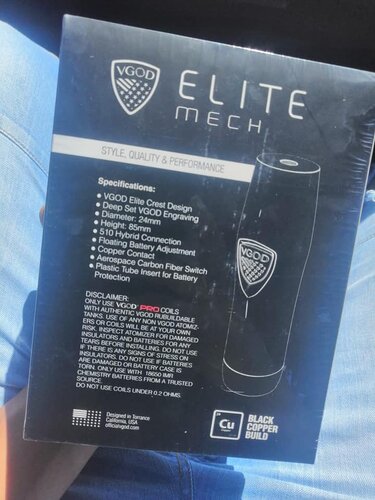 VGOD
ELITE
MECH
STYLE, QUALITY & PERFORMANCE
Specifications:
• VGOD Elite Crest Design
• Deep Set VGOD Engraving
• Diameter: 24mm
• Height: 85mm
• 510 Hybrid Connection
• Floating Battery Adjustment
• Copper Contact
• Aerospace Carbon Fiber Switch
• Plastic Tube Insert for Battery
Protection
VGOD
DISCLAIMER:
ONLY USE VGOD PRO COILS
WITH AUTHENTIC VGOD RUBUILDABLE
TANKS. USE OF ANY NON VGOD ATOMIZ-
ERS OR COILS WILL BE AT YOUR OWN
RISK. INSPECT ATOMIZER FOR DAMAGED
INSULATORS AND BATTERIES FOR ANY
TEARS BEFORE INSTALLING. DO NOT USE
IF THERE IS ANY SIGNS OF STRESS ON
INSULATORS. DO NOT USE IF BATTERIES
ARE DAMAGED OR BATTERY CASE IS
TORN. ONLY USE WITH 18650 IMR
CHEMISTRY BATTERIES FROM A TRUSTED
SOURCE.
DO NOT USE COILS UNDER 0.2 OHMS.
Designed in Torrance
California, USA
officialvgod.com
Cu
BLACK
COPPER
BUILD